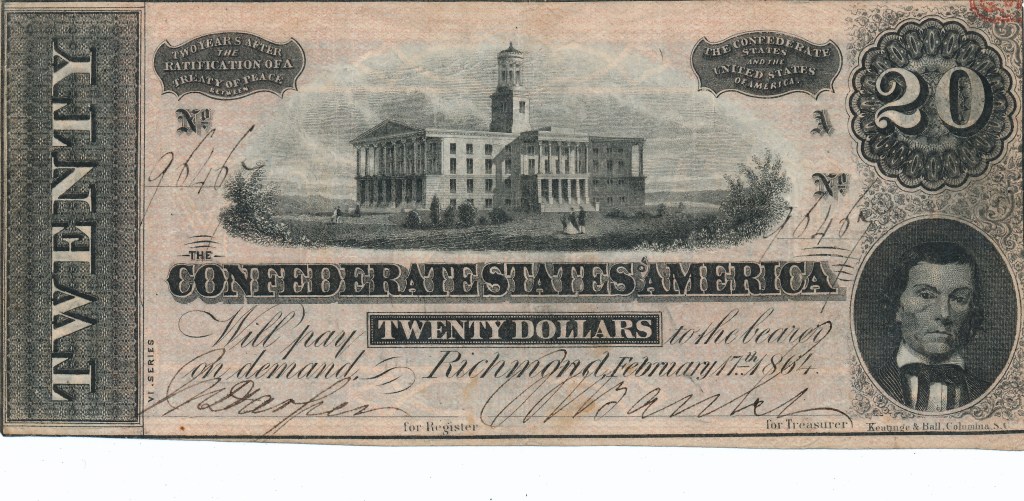 TWENTY
TWO YEARS AFTER
THE
RATIFICATION OF A
TREATY OF PEACE
BETWEEN
THE CONFEDERATE
STATES
AND THE
UNITED STATES
OF AMERICA.
20
No
A
No
THE
CONFEDERATE STATES OF AMERICA
Will pay TWENTY DOLLARS to the bearer
on demand. Richmond, February 17th 1864.
VI · SERIES
for Register
for Treasurer
Keatinge & Ball, Columbia, S.C.